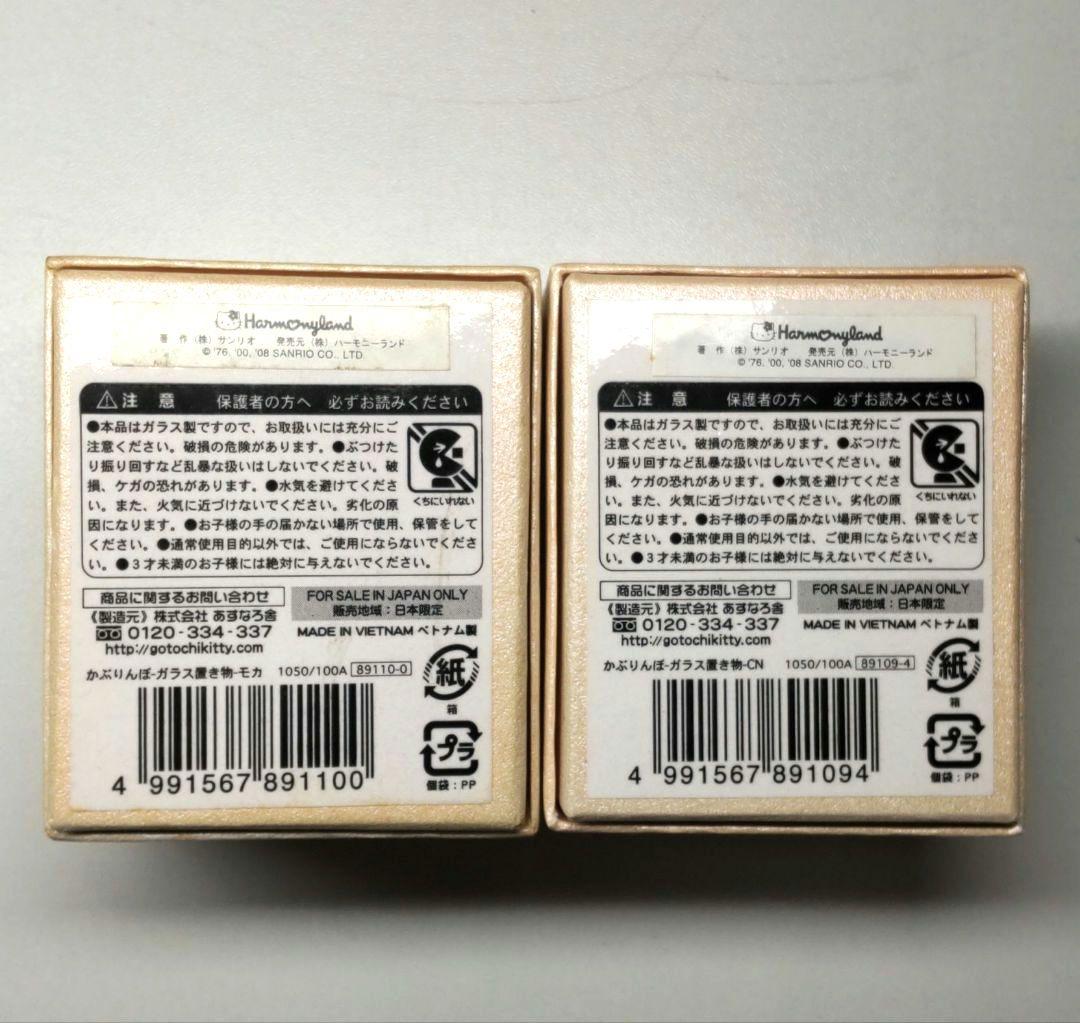 Harmonyland
著 作 (株) サンリオ 発売元 (株) ハーモニーランド
© '76, '00, '08 SANRIO CO., LTD.
注 意 保護者の方へ 必ずお読みください
●本品はガラス製ですので、お取扱いには充分にご
注意ください。破損の危険があります。●ぶつけた
り振り回すなど乱暴な扱いはしないでください。破
損、ケガの恐れがあります。●水気を避けてくださ
い。また、火気に近づけないでください。劣化の原
因になります。●お子様の手の届かない場所で使用、保管をして
ください。●通常使用目的以外では、ご使用にならないでくださ
い。●3才未満のお子様には絶対に与えないでください。
くちにいれない
商品に関するお問い合わせ
《製造元》株式会社 あすなろ舎
0120-334-337
http://gotochikitty.com
FOR SALE IN JAPAN ONLY
販売地域:日本限定
MADE IN VIETNAM ベトナム製
かぶりんぼ-ガラス置き物-モカ 1050/100A 89110-0
紙
箱
プラ
個袋:PP
4 991567 891100
Harmonyland
著 作 (株) サンリオ 発売元 (株) ハーモニーランド
© '76, '00, '08 SANRIO CO., LTD.
注 意 保護者の方へ 必ずお読みください
●本品はガラス製ですので、お取扱いには充分にご
注意ください。破損の危険があります。●ぶつけた
り振り回すなど乱暴な扱いはしないでください。破
損、ケガの恐れがあります。●水気を避けてくださ
い。また、火気に近づけないでください。劣化の原
因になります。●お子様の手の届かない場所で使用、保管をして
ください。●通常使用目的以外では、ご使用にならないでくださ
い。●3才未満のお子様には絶対に与えないでください。
くちにいれない
商品に関するお問い合わせ
《製造元》株式会社 あすなろ舎
0120-334-337
http://gotochikitty.com
FOR SALE IN JAPAN ONLY
販売地域:日本限定
MADE IN VIETNAM ベトナム製
かぶりんぼ-ガラス置き物-CN 1050/100A 89109-4
紙
箱
プラ
個袋:PP
4 991567 891094